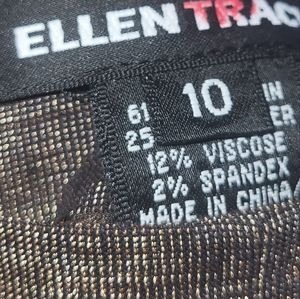 ELLEN TRAC
10
61
IN
25
ER
12% VISCOSE
2% SPANDEX
MADE IN CHINA